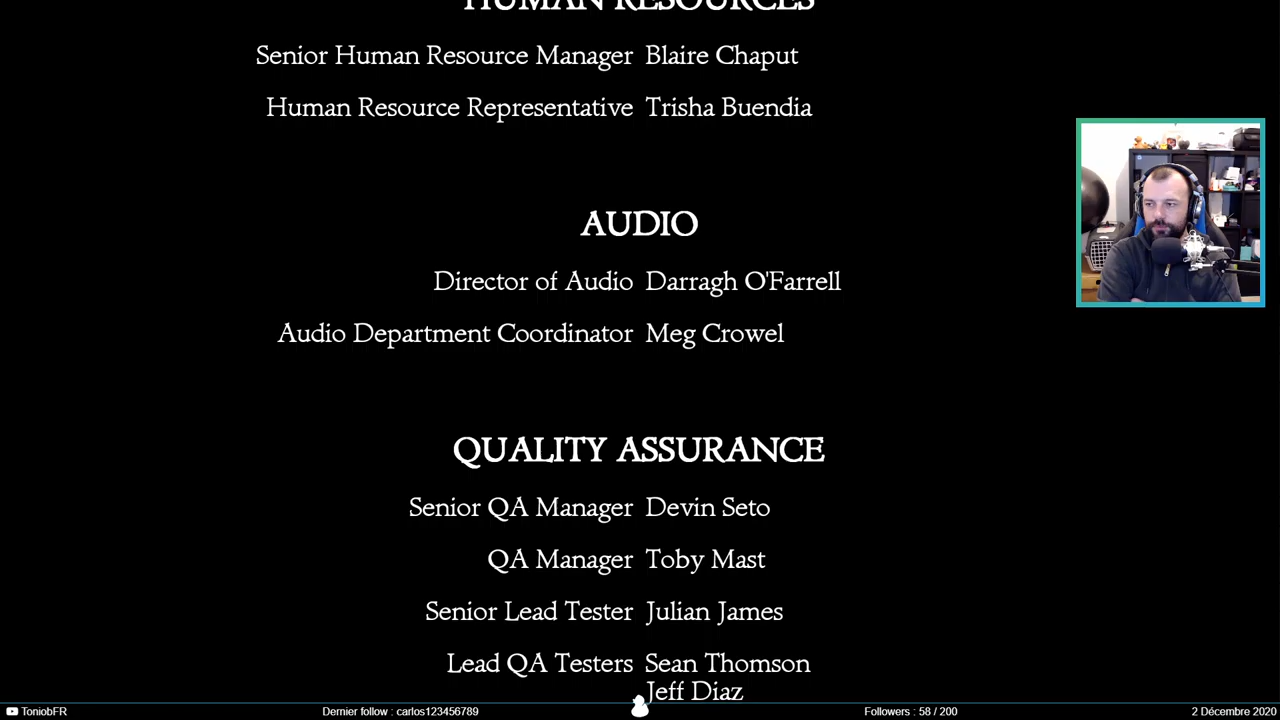 HUMAN RESOURCES
Senior Human Resource Manager Blaire Chaput
Human Resource Representative Trisha Buendia
AUDIO
Director of Audio Darragh O'Farrell
Audio Department Coordinator Meg Crowel
QUALITY ASSURANCE
Senior QA Manager Devin Seto
QA Manager Toby Mast
Senior Lead Tester Julian James
Lead QA Testers Sean Thomson
Jeff Diaz
ToniobFR Dernier follow : carlos123456789 Followers : 58 / 200 2 Décembre 2020